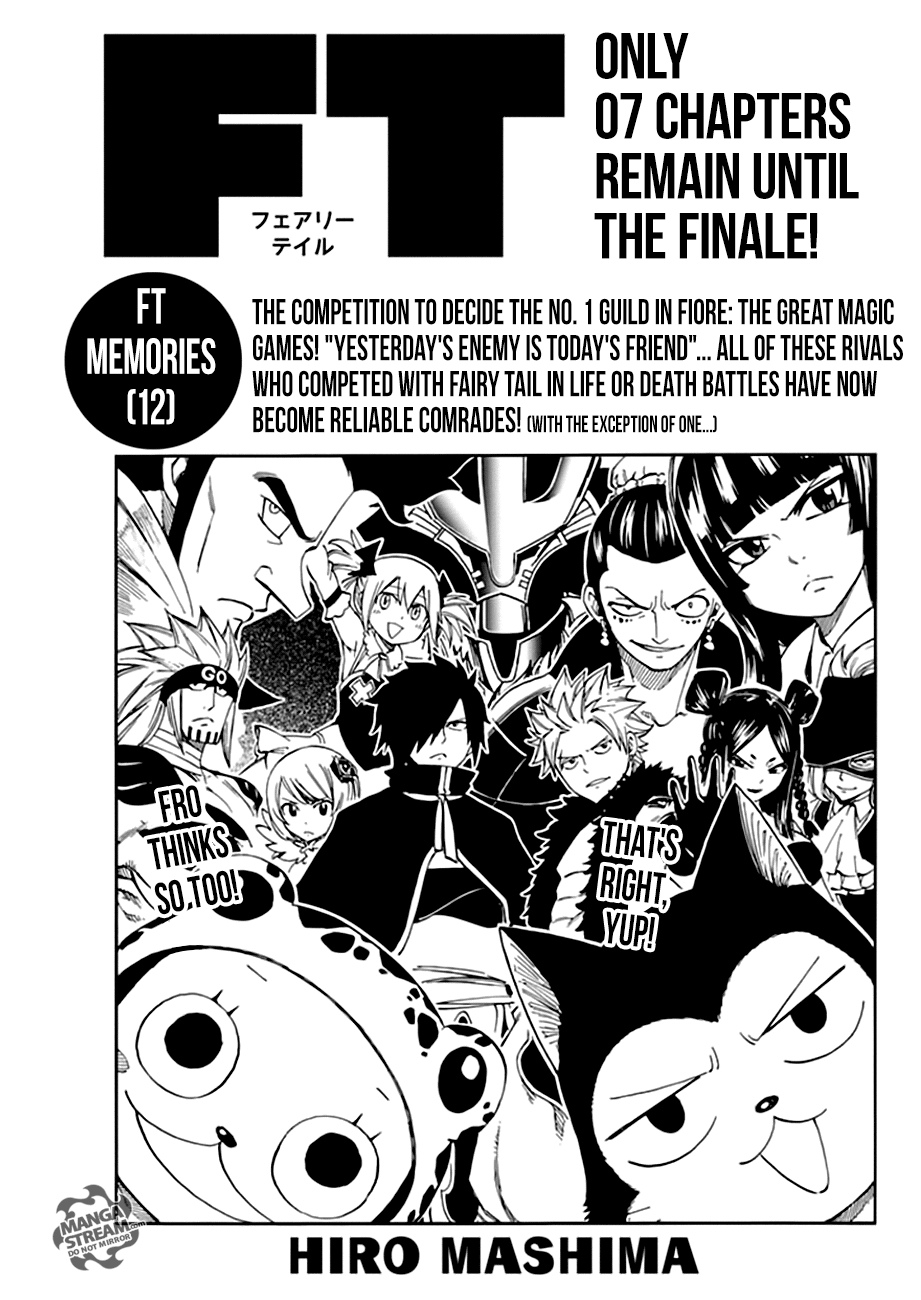 FT
フェアリー
テイル
ONLY
07 CHAPTERS
REMAIN UNTIL
THE FINALE!
FT
MEMORIES
(12)
THE COMPETITION TO DECIDE THE NO. 1 GUILD IN FIORE: THE GREAT MAGIC
GAMES! "YESTERDAY'S ENEMY IS TODAY'S FRIEND"... ALL OF THESE RIVALS
WHO COMPETED WITH FAIRY TAIL IN LIFE OR DEATH BATTLES HAVE NOW
BECOME RELIABLE COMRADES! (WITH THE EXCEPTION OF ONE...)
GO
FRO
THINKS
SO TOO!
THAT'S
RIGHT,
YUP!
MANGA
STREAM.com
DO NOT MIRROR
HIRO MASHIMA